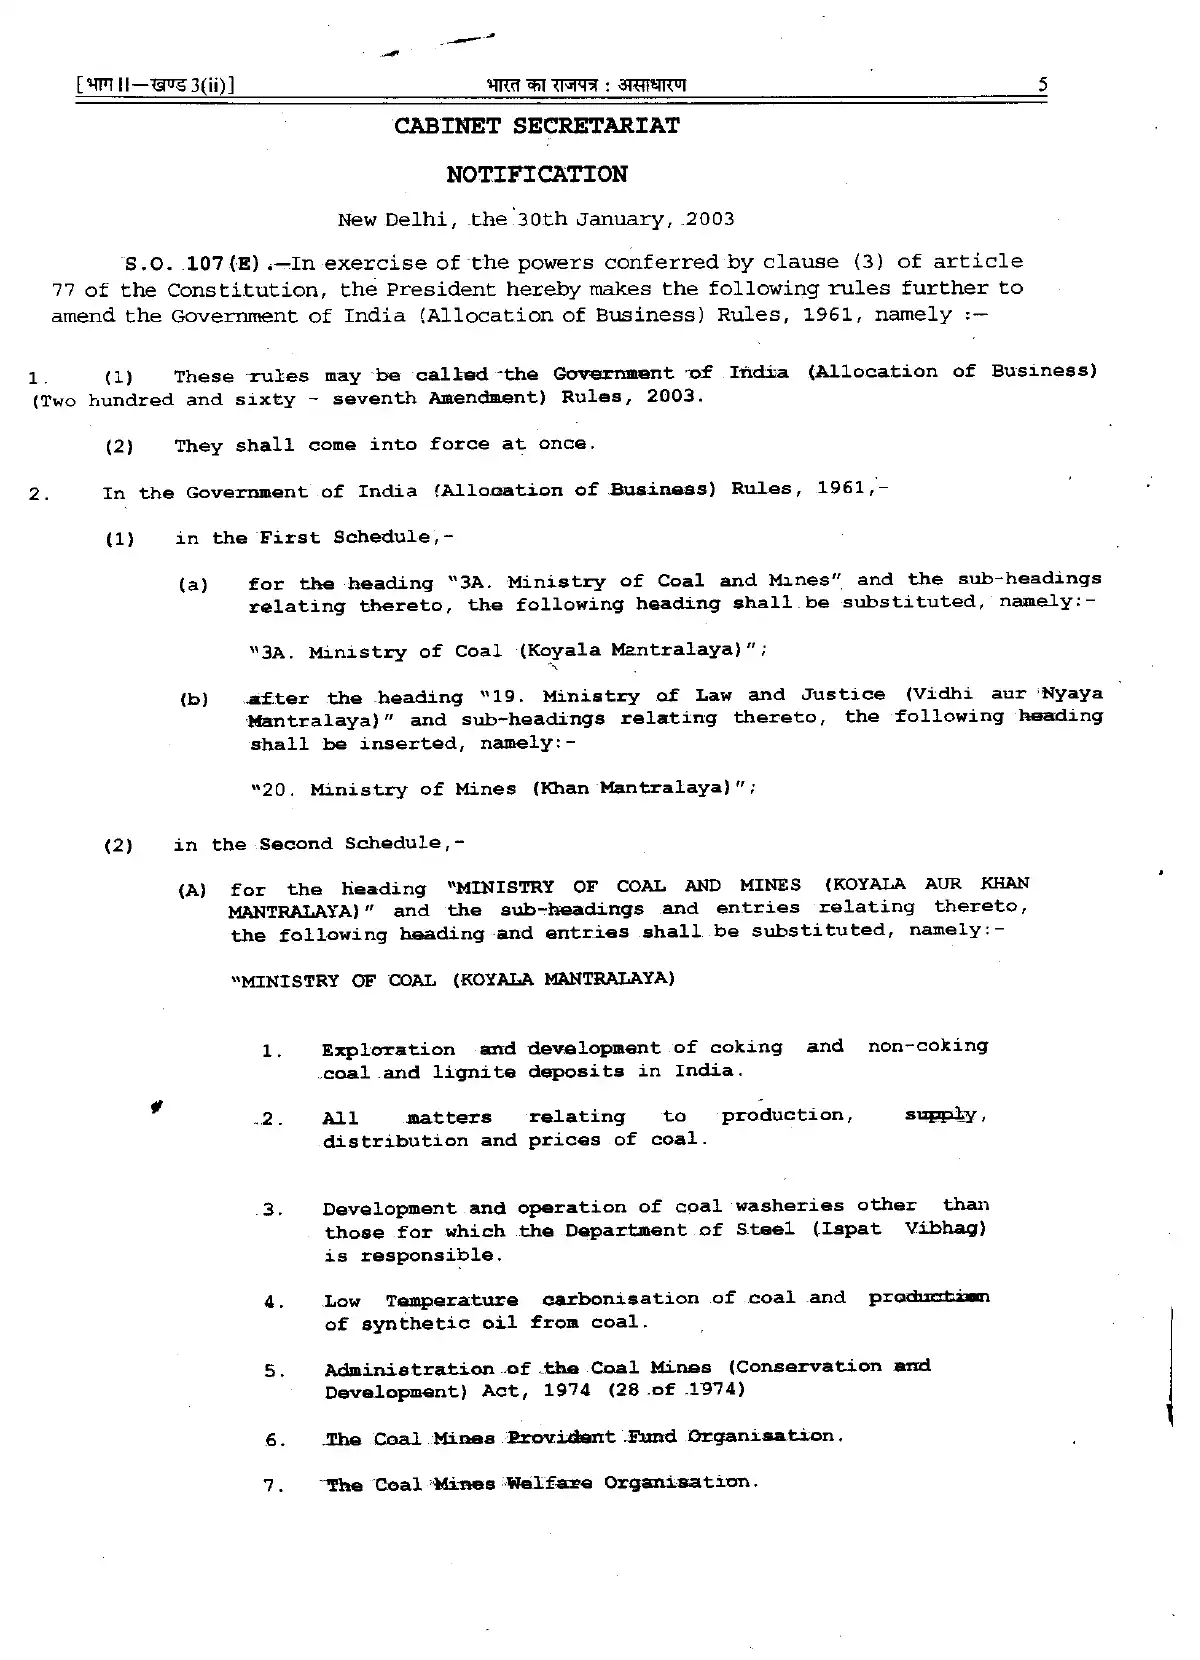 [भाग II—खण्ड 3(ii)] भारत का राजपत्र : असाधारण 5
CABINET SECRETARIAT
NOTIFICATION
New Delhi, the 30th January, 2003
S.O. 107(E).—In exercise of the powers conferred by clause (3) of article
77 of the Constitution, the President hereby makes the following rules further to
amend the Government of India (Allocation of Business) Rules, 1961, namely :—
1. (1) These rules may be called the Government of India (Allocation of Business)
(Two hundred and sixty - seventh Amendment) Rules, 2003.
(2) They shall come into force at once.
2. In the Government of India (Allocation of Business) Rules, 1961,-
(1) in the First Schedule,-
(a) for the heading "3A. Ministry of Coal and Mines" and the sub-headings
relating thereto, the following heading shall be substituted, namely:-
"3A. Ministry of Coal (Koyala Mantralaya)";
(b) after the heading "19. Ministry of Law and Justice (Vidhi aur Nyaya
Mantralaya)" and sub-headings relating thereto, the following heading
shall be inserted, namely:-
"20. Ministry of Mines (Khan Mantralaya)";
(2) in the Second Schedule,-
(A) for the heading "MINISTRY OF COAL AND MINES (KOYALA AUR KHAN
MANTRALAYA)" and the sub-headings and entries relating thereto,
the following heading and entries shall be substituted, namely:-
"MINISTRY OF COAL (KOYALA MANTRALAYA)
1. Exploration and development of coking and non-coking
coal and lignite deposits in India.
2. All matters relating to production, supply,
distribution and prices of coal.
3. Development and operation of coal washeries other than
those for which the Department of Steel (Ispat Vibhag)
is responsible.
4. Low Temperature carbonisation of coal and production
of synthetic oil from coal.
5. Administration of the Coal Mines (Conservation and
Development) Act, 1974 (28 of 1974)
6. The Coal Mines Provident Fund Organisation.
7. The Coal Mines Welfare Organisation.